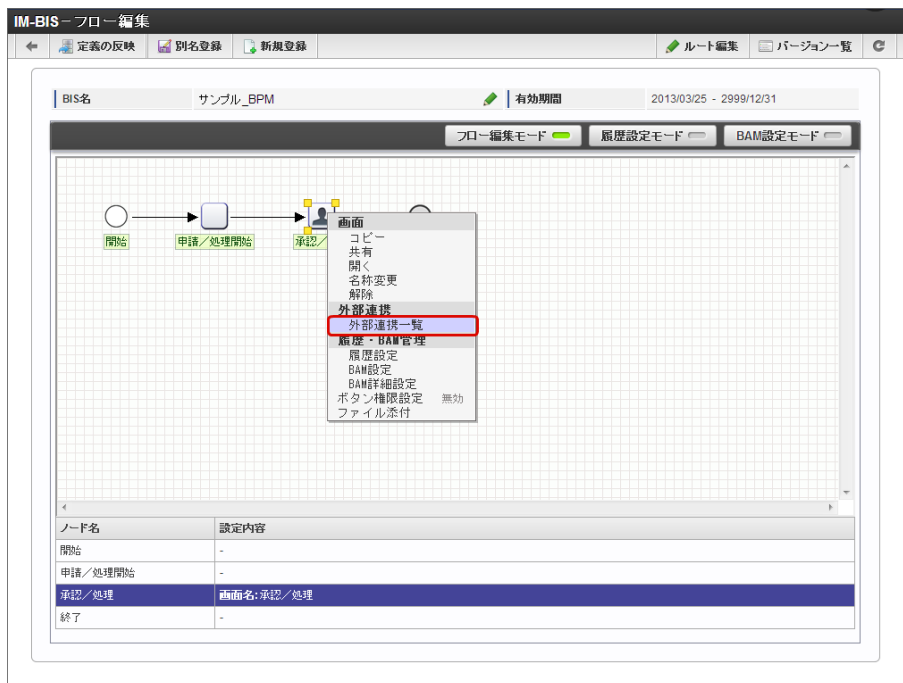 IM-BIS－フロー編集
定義の反映 別名登録 新規登録 ルート編集 バージョン一覧
BIS名 サンプル_BPM 有効期間 2013/03/25 - 2999/12/31
フロー編集モード 履歴設定モード BAM設定モード
開始 申請／処理開始 承認／
画面
コピー
共有
開く
名称変更
解除
外部連携
外部連携一覧
履歴・BAM管理
履歴設定
BAM設定
BAM詳細設定
ボタン権限設定 無効
ファイル添付
ノード名 設定内容
開始 -
申請／処理開始 -
承認／処理 画面名:承認／処理
終了 -